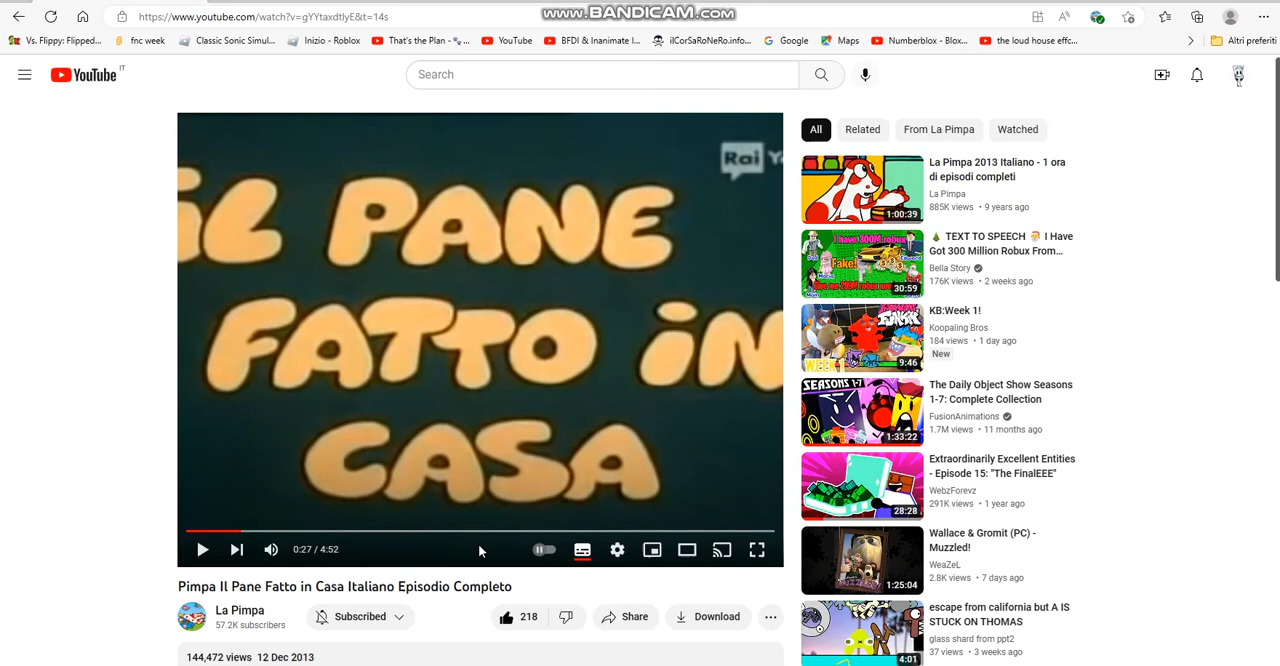 https://www.youtube.com/watch?v=gYYtaxdtlyE&t=14s
www.BANDICAM.com
Vs. Flippy: Flipped...
fnc week
Classic Sonic Simul...
Inizio - Roblox
That's the Plan -
YouTube
BFDI & Inanimate I...
ilCorSaRoNeRo.info...
Google
Maps
Numberblox - Blox...
the loud house effc...
Altri preferiti
YouTube IT
Search
Rai Y
iL PANE
FATTO iN
CASA
0:27 / 4:52
Pimpa Il Pane Fatto in Casa Italiano Episodio Completo
La Pimpa
57.2K subscribers
Subscribed
218
Share
Download
144,472 views 12 Dec 2013
All
Related
From La Pimpa
Watched
1:00:39
La Pimpa 2013 Italiano - 1 ora
di episodi completi
La Pimpa
885K views • 9 years ago
I have 300M robux
Fake!
30:59
TEXT TO SPEECH I Have
Got 300 Million Robux From...
Bella Story
176K views • 2 weeks ago
WEEK 1
9:46
KB:Week 1!
Koopaling Bros
184 views • 1 day ago
New
SEASONS 1-7
1:33:22
The Daily Object Show Seasons
1-7: Complete Collection
FusionAnimations
1.7M views • 11 months ago
28:28
Extraordinarily Excellent Entities
- Episode 15: "The FinalEEE"
WebzForevz
291K views • 1 year ago
1:25:04
Wallace & Gromit (PC) -
Muzzled!
WeaZeL
2.8K views • 7 days ago
4:01
escape from california but A IS
STUCK ON THOMAS
glass shard from ppt2
37 views • 3 weeks ago